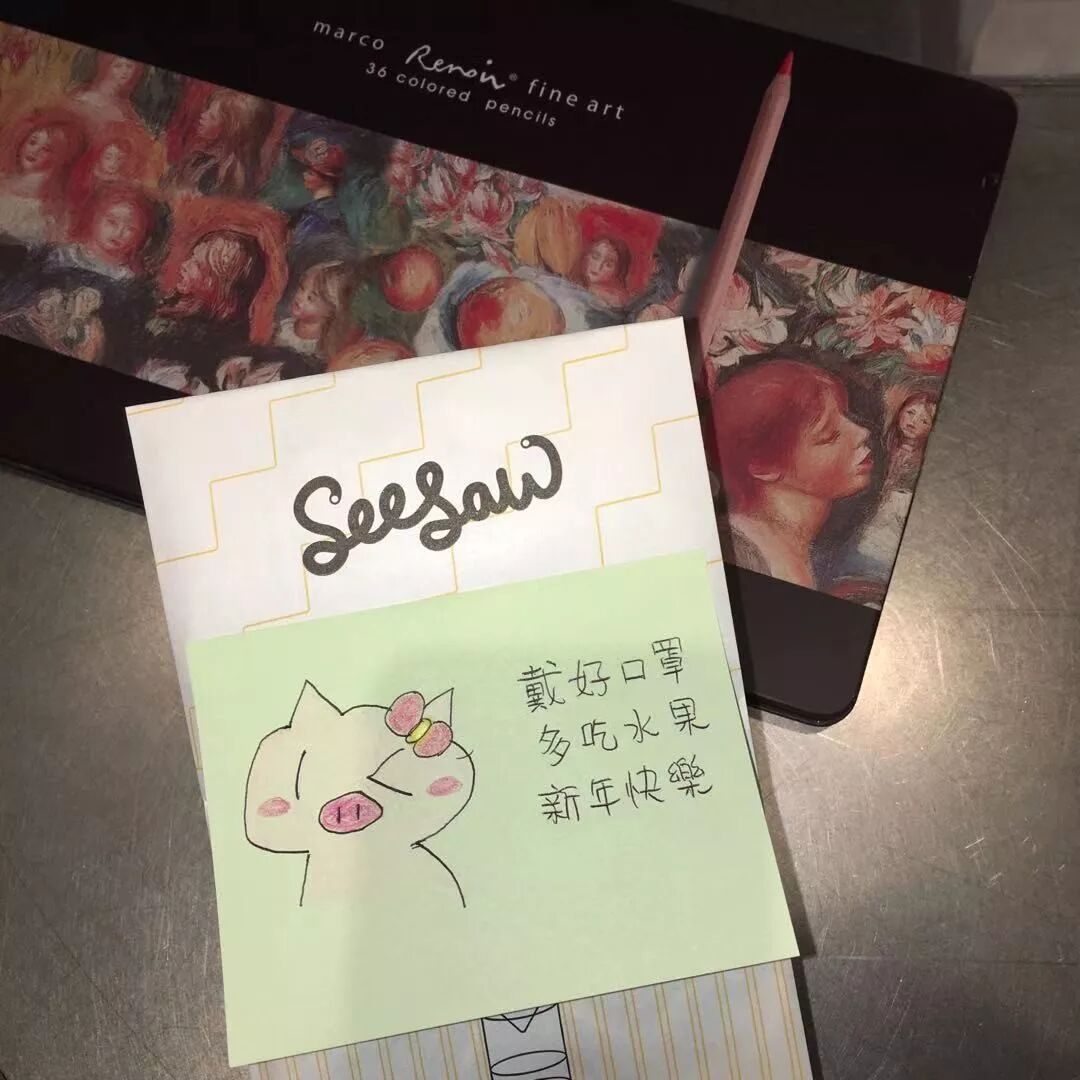 marco Renoir® fine art
36 colored pencils
SeeSaw
戴好口罩
多吃水果
新年快樂